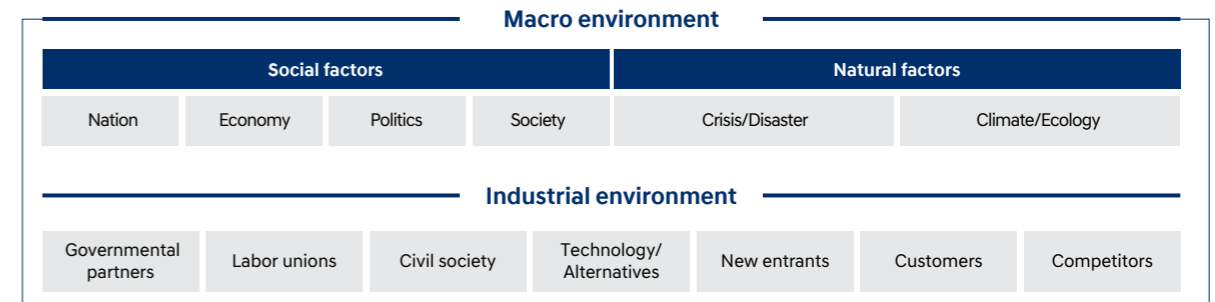 Macro environment
Social factors
Natural factors
Nation
Economy
Politics
Society
Crisis/Disaster
Climate/Ecology
Industrial environment
Governmental
partners
Labor unions
Civil society
Technology/
Alternatives
New entrants
Customers
Competitors